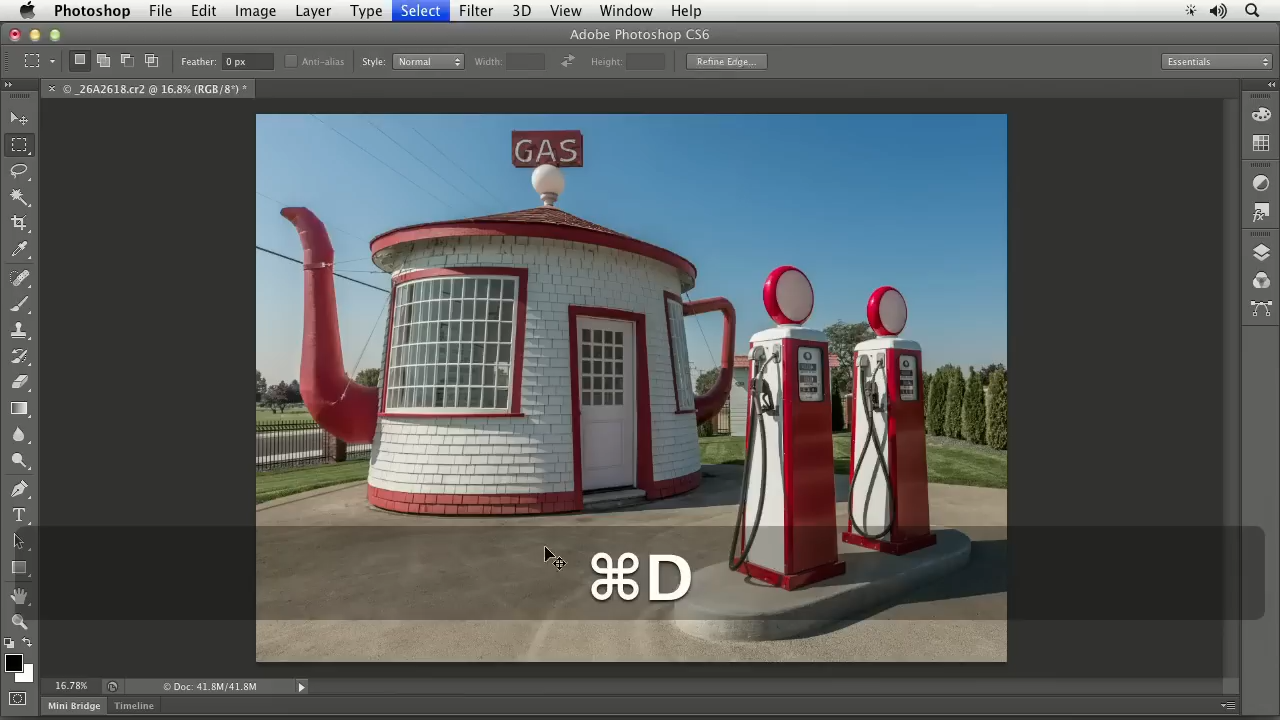 Photoshop File Edit Image Layer Type Select Filter 3D View Window Help
Adobe Photoshop CS6
Feather: 0 px Anti-alias Style: Normal Width: Height: Refine Edge... Essentials
© _26A2618.cr2 @ 16.8% (RGB/8*) *
GAS
⌘D
16.78% © Doc: 41.8M/41.8M
Mini Bridge Timeline